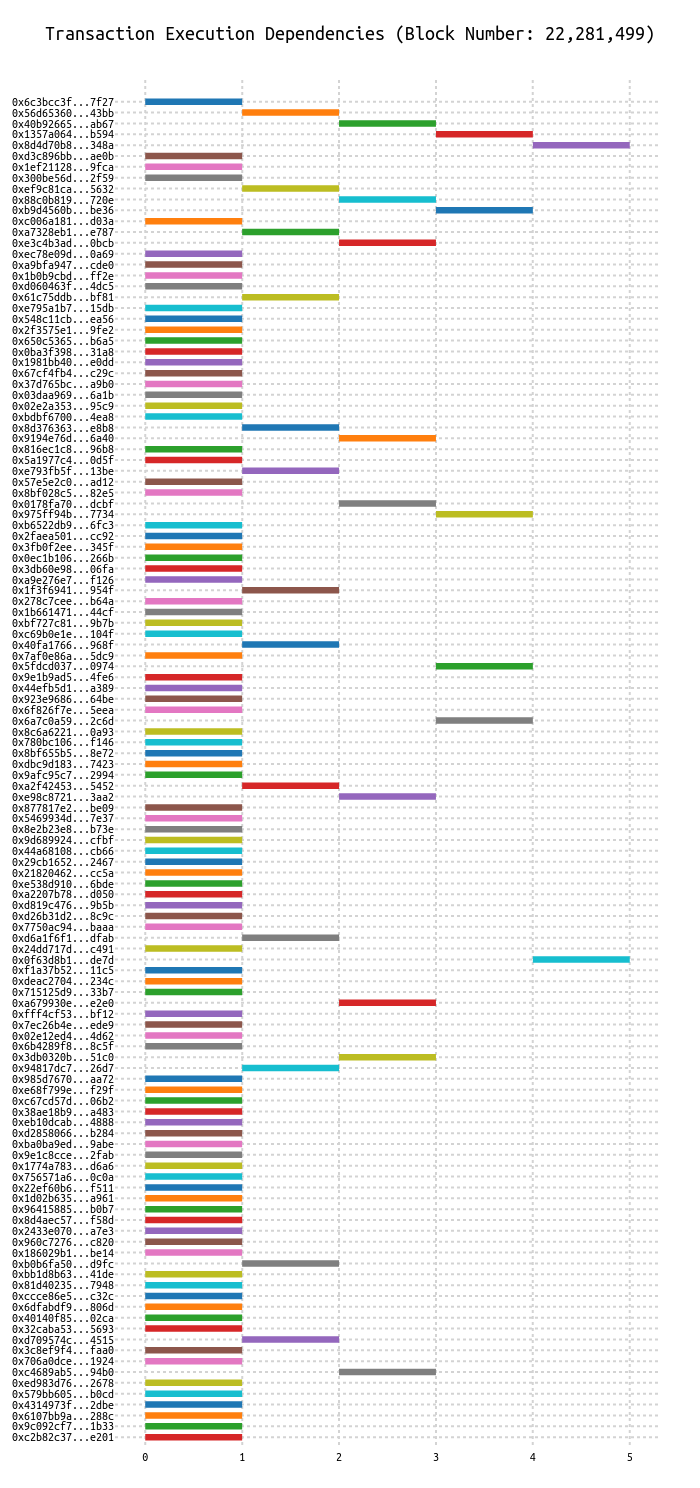 Transaction Execution Dependencies (Block Number: 22,281,499)
0x6c3bcc3f...7f27
0x56d65360...43bb
0x40b92665...ab67
0x1357a064...b594
0x8d4d70b8...348a
0xd3c896bb...ae0b
0x1ef21128...9fca
0x300be56d...2f59
0xef9c81ca...5632
0x88c0b819...720e
0xb9d4560b...be36
0xc006a181...d03a
0xa7328eb1...e787
0xe3c4b3ad...0bcb
0xec78e09d...0a69
0xa9bfa947...cde0
0x1b0b9cbd...ff2e
0xd060463f...4dc5
0x61c75ddb...bf81
0xe795a1b7...15db
0x548c11cb...ea56
0x2f3575e1...9fe2
0x650c5365...b6a5
0x0ba3f398...31a8
0x1981bb40...e0dd
0x67cf4fb4...c29c
0x37d765bc...a9b0
0x03daa969...6a1b
0x02e2a353...95c9
0xbdbf6700...4ea8
0x8d376363...e8b8
0x9194e76d...6a40
0x816ec1c8...96b8
0x5a1977c4...0d5f
0xe793fb5f...13be
0x57e5e2c0...ad12
0x8bf028c5...82e5
0x0178fa70...dcbf
0x975ff94b...7734
0xb6522db9...6fc3
0x2faea501...cc92
0x3fb0f2ee...345f
0x0ec1b106...266b
0x3db60e98...06fa
0xa9e276e7...f126
0x1f3f6941...954f
0x278c7cee...b64a
0x1b661471...44cf
0xbf727c81...9b7b
0xc69b0e1e...104f
0x40fa1766...968f
0x7af0e86a...5dc9
0x5fdcd037...0974
0x9e1b9ad5...4fe6
0x44efb5d1...a389
0x923e9686...64be
0x6f826f7e...5eea
0x6a7c0a59...2c6d
0x8c6a6221...0a93
0x780bc106...f146
0x8bf655b5...8e72
0xdbc9d183...7423
0x9afc95c7...2994
0xa2f42453...5452
0xe98c8721...3aa2
0x877817e2...be09
0x5469934d...7e37
0x8e2b23e8...b73e
0x9d689924...cfbf
0x44a68108...cb66
0x29cb1652...2467
0x21820462...cc5a
0xe538d910...6bde
0xa2207b78...d050
0xd819c476...9b5b
0xd26b31d2...8c9c
0x7750ac94...baaa
0xd6a1f6f1...dfab
0x24dd717d...c491
0x0f63d8b1...de7d
0xf1a37b52...11c5
0xdeac2704...234c
0x715125d9...33b7
0xa679930e...e2e0
0xfff4cf53...bf12
0x7ec26b4e...ede9
0x02e12ed4...4d62
0x6b4289f8...8c5f
0x3db0320b...51c0
0x94817dc7...26d7
0x985d7670...aa72
0xe68f799e...f29f
0xc67cd57d...06b2
0x38ae18b9...a483
0xeb10dcab...4888
0xd2858066...b284
0xba0ba9ed...9abe
0x9e1c8cce...2fab
0x1774a783...d6a6
0x756571a6...0c0a
0x22ef60b6...f511
0x1d02b635...a961
0x96415885...b0b7
0x8d4aec57...f58d
0x2433e070...a7e3
0x960c7276...c820
0x186029b1...be14
0xb0b6fa50...d9fc
0xbb1d8b63...41de
0x81d40235...7948
0xccce86e5...c32c
0x6dfabdf9...806d
0x40140f85...02ca
0x32caba53...5693
0xd709574c...4515
0x3c8ef9f4...faa0
0x706a0dce...1924
0xc4689ab5...94b0
0xed983d76...2678
0x579bb605...b0cd
0x4314973f...2dbe
0x6107bb9a...288c
0x9c092cf7...1b33
0xc2b82c37...e201
0 1 2 3 4 5